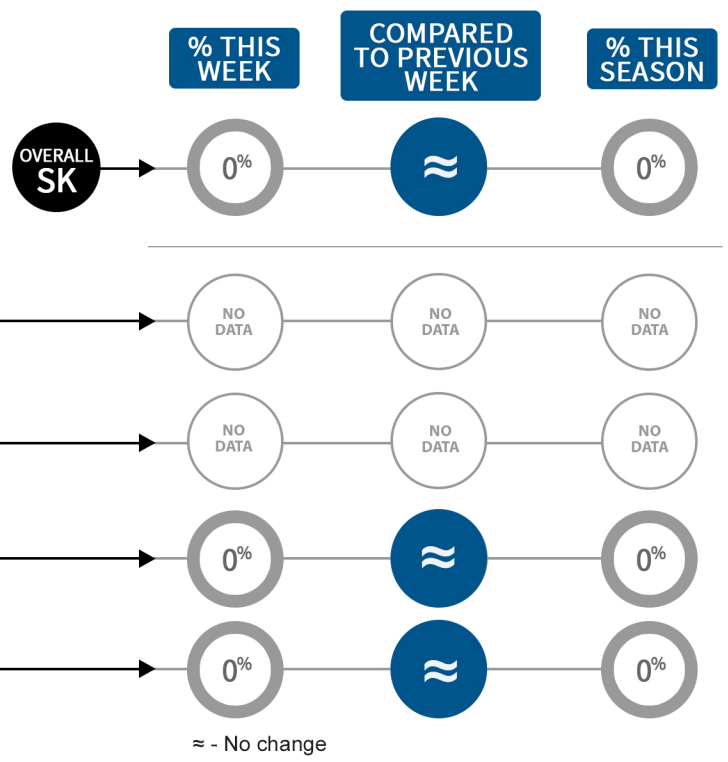 % THIS
WEEK
COMPARED
TO PREVIOUS
WEEK
% THIS
SEASON
OVERALL
SK
0%
≈
0%
NO
DATA
NO
DATA
NO
DATA
NO
DATA
NO
DATA
NO
DATA
0%
≈
0%
0%
≈
0%
≈ - No change